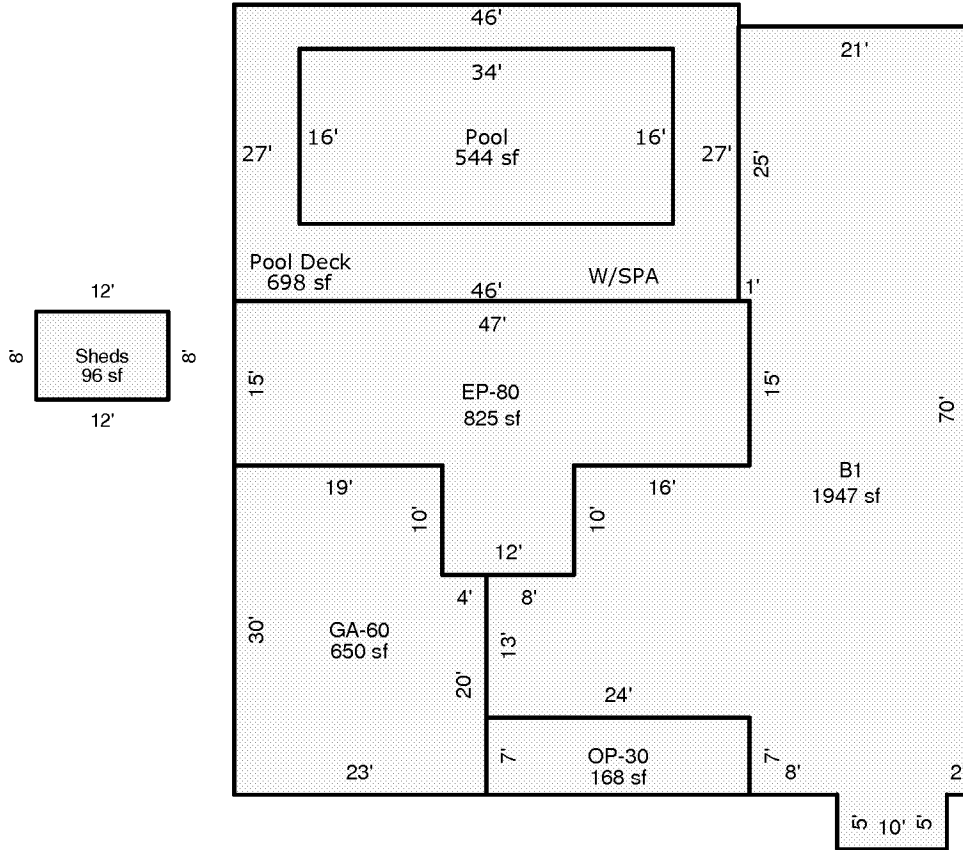 46'
21'
34'
27'
16'
Pool
544 sf
16'
27'
25'
Pool Deck
698 sf
W/SPA
46'
1'
12'
8'
Sheds
96 sf
8'
12'
47'
15'
EP-80
825 sf
15'
70'
B1
1947 sf
19'
16'
10'
10'
12'
4'
8'
30'
GA-60
650 sf
13'
20'
24'
7'
OP-30
168 sf
7'
23'
8'
2
5'
10'
5'